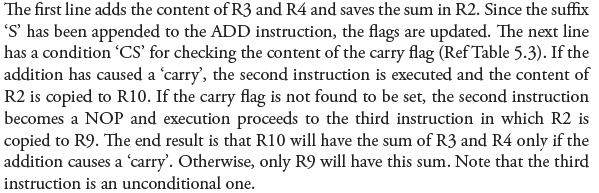 The first line adds the content of R3 and R4 and saves the sum in R2. Since the suffix
‘S’ has been appended to the ADD instruction, the flags are updated. The next line
has a condition ‘CS’ for checking the content of the carry flag (Ref Table 5.3). If the
addition has caused a ‘carry’, the second instruction is executed and the content of
R2 is copied to R10. If the carry flag is not found to be set, the second instruction
becomes a NOP and execution proceeds to the third instruction in which R2 is
copied to R9. The end result is that R10 will have the sum of R3 and R4 only if the
addition causes a ‘carry’. Otherwise, only R9 will have this sum. Note that the third
instruction is an unconditional one.